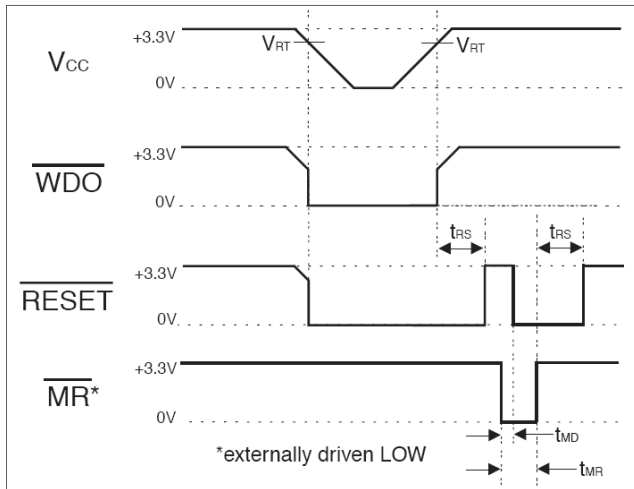 +3.3V
VRT
VRT
VCC
0V
+3.3V
WDO
0V
tRS
tRS
+3.3V
RESET
0V
+3.3V
MR*
0V
tMD
*externally driven LOW
tMR